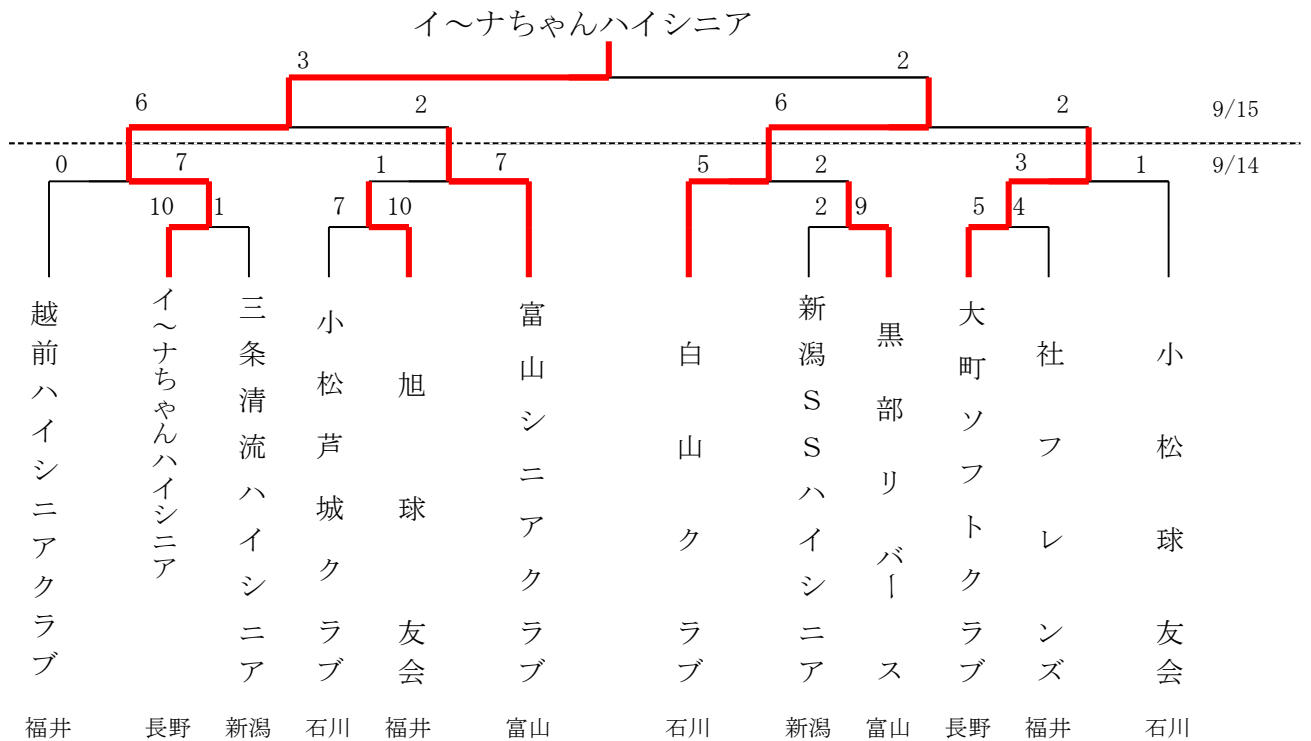 イ～ナちゃんハイシニア
3 2
6 2 6 2 9/15
0 7 1 7 5 2 3 1 9/14
10 1 7 10 2 9 5 4
越前ハイシニアクラブ
イ～ナちゃんハイシニア
三条清流ハイシニア
小松芦城クラブ
旭球友会
富山シニアクラブ
白山クラブ
新潟SSハイシニア
黒部リバース
大町ソフトクラブ
社フレンズ
小松球友会
福井 長野 新潟 石川 福井 富山 石川 新潟 富山 長野 福井 石川